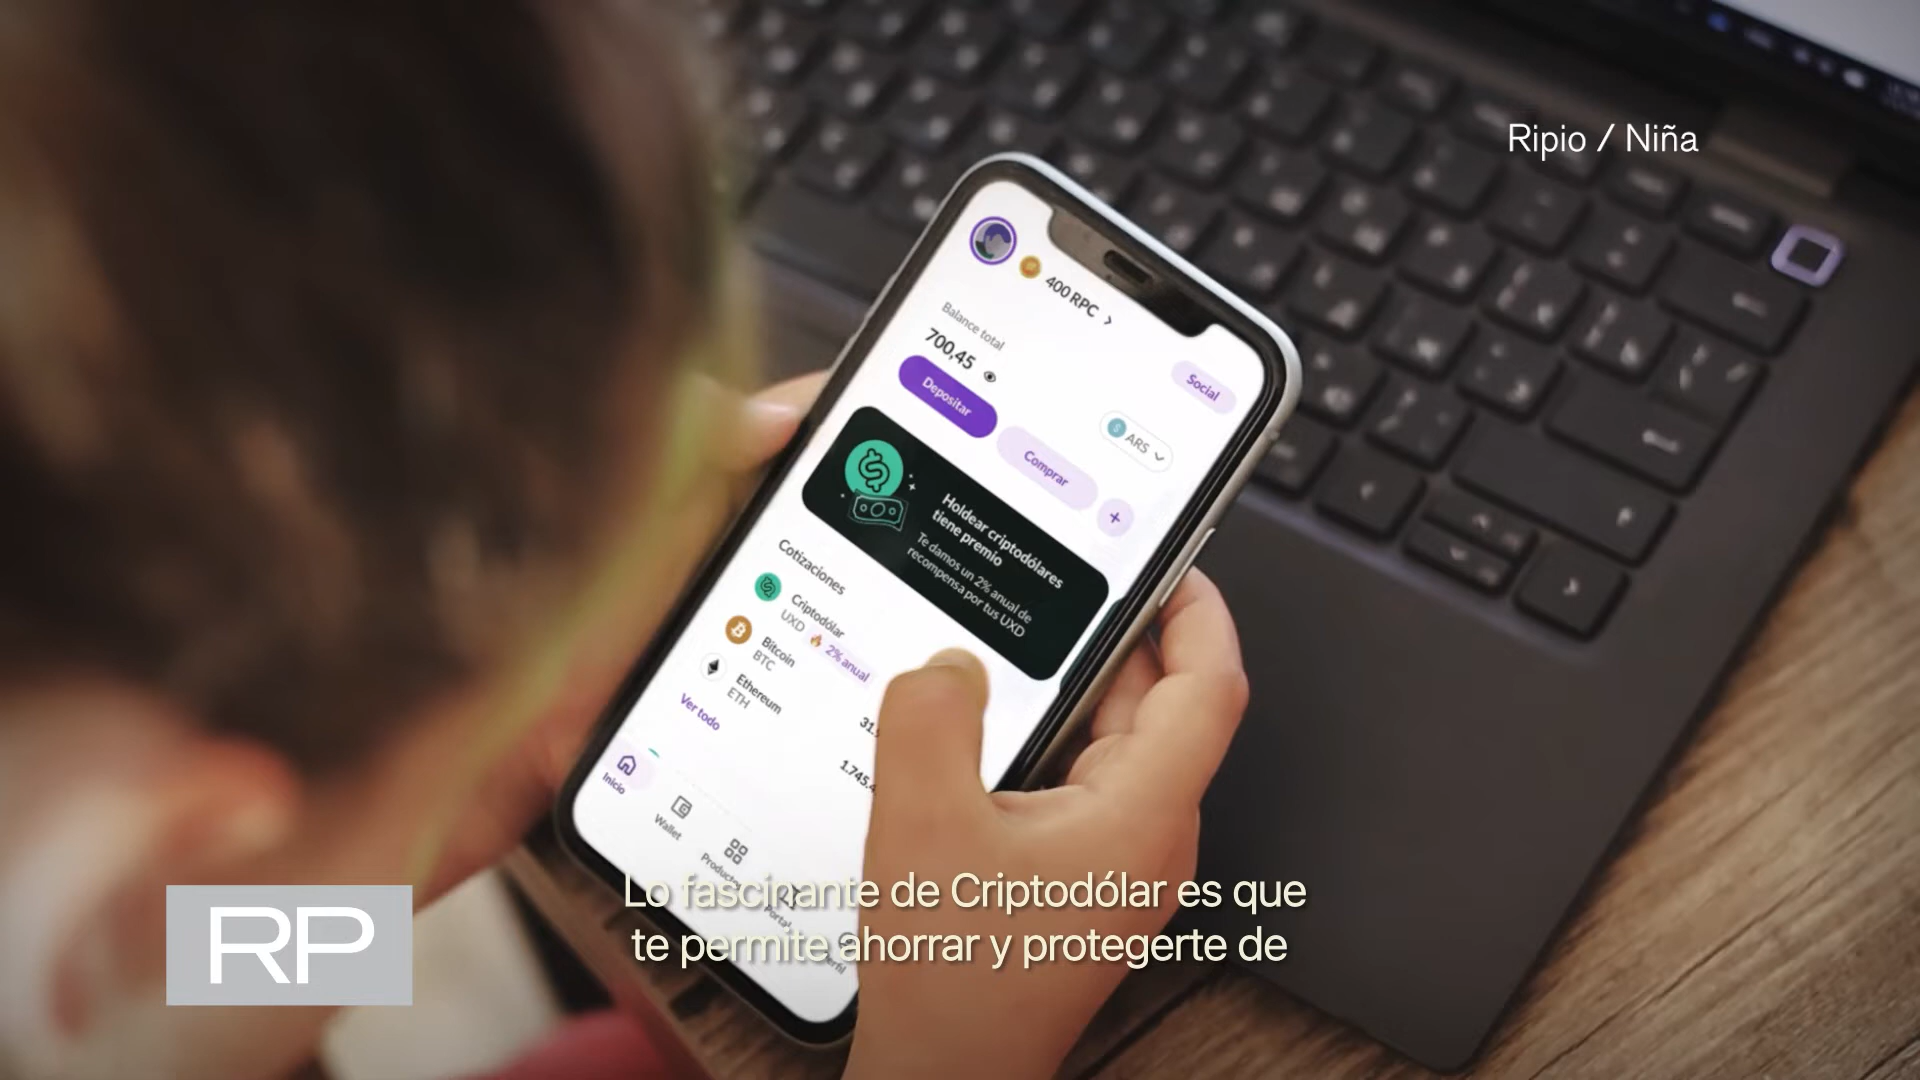 Ripio / Niña
400 RPC
Balance total
700,45
Social
Depositar
ARS
Comprar
+
Holdear criptodólares
tiene premio
Te damos un 2% anual de
recompensa por tus UXD
Cotizaciones
Criptodólar
UXD
2% anual
Bitcoin
BTC
Ethereum
ETH
Ver todo
Inicio
Wallet
Lo fascinante de Criptodólar es que
te permite ahorrar y protegerte de
RP